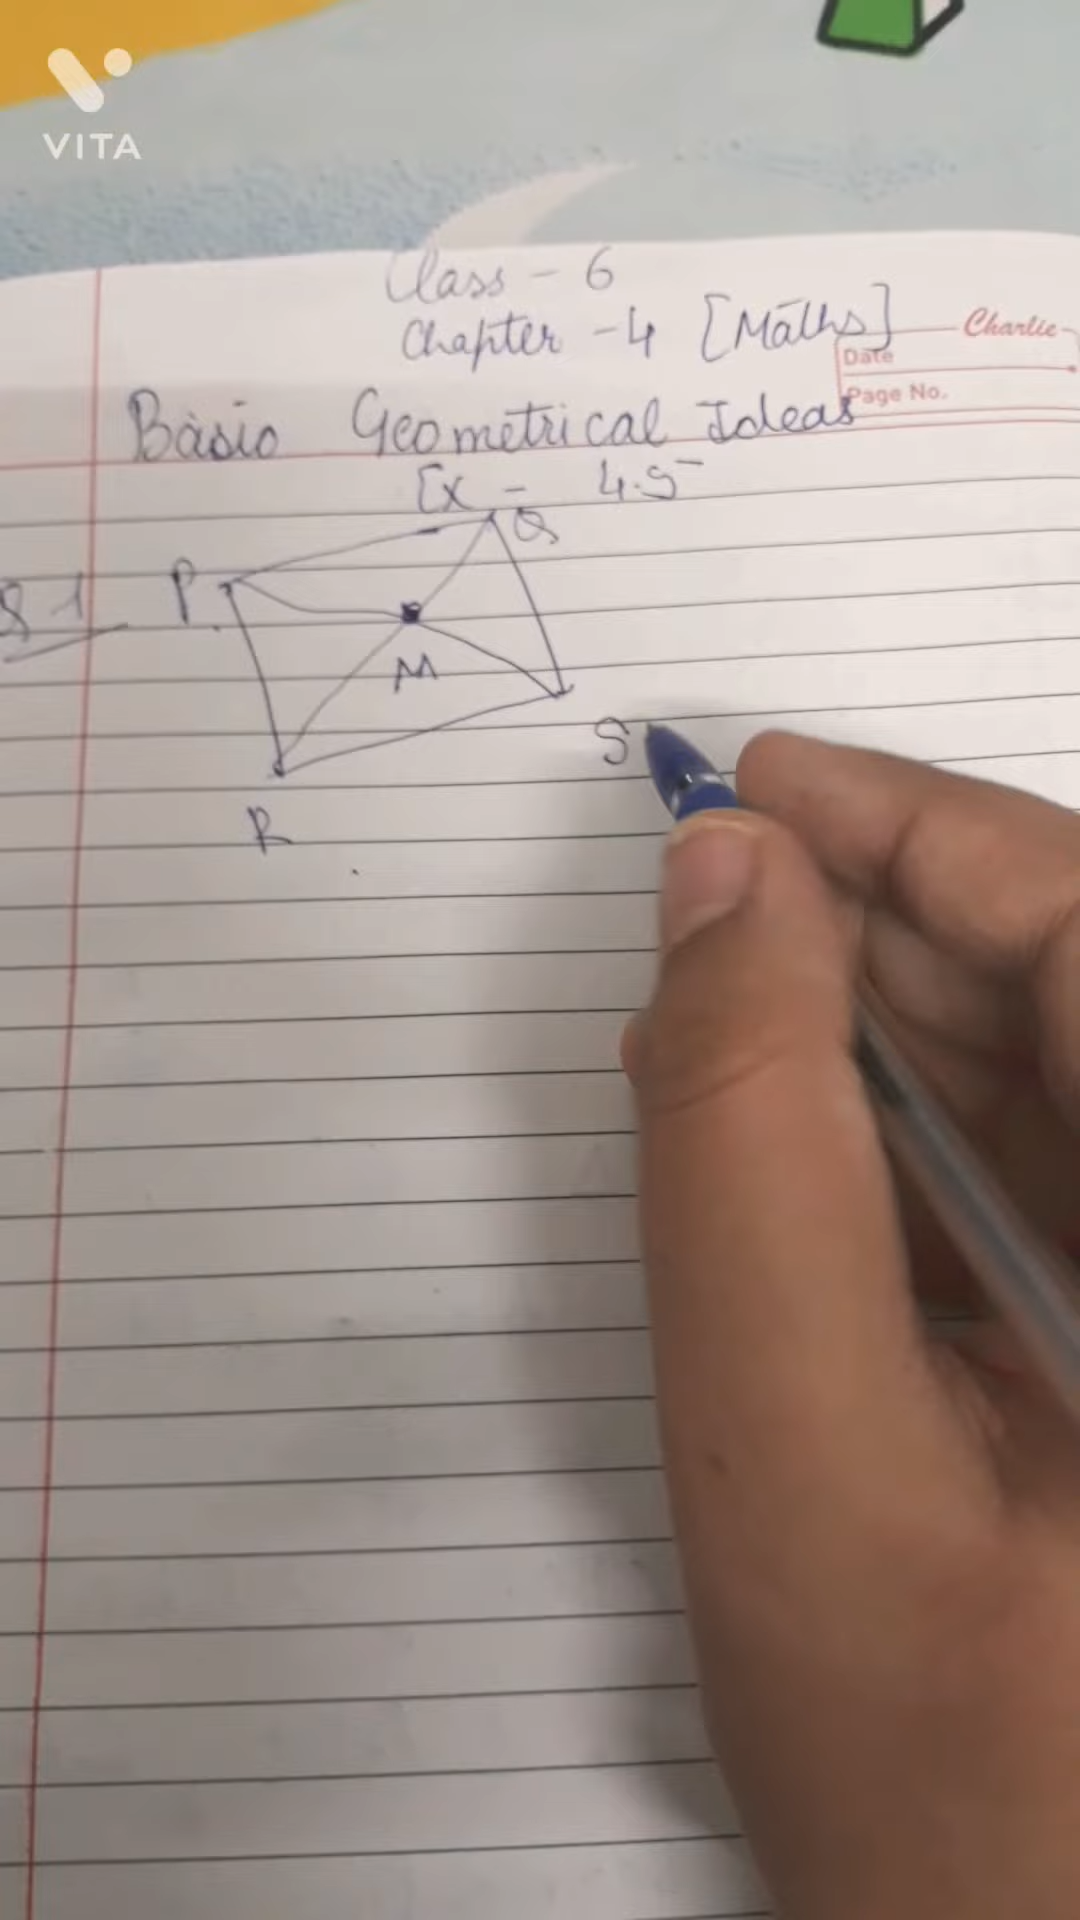 VITA
Class - 6
Chapter - 4 [Maths]
Charlie
Date
Page No.
Basic Geometrical Ideas
Ex - 4.5
Q 1
P
Q
M
S
R